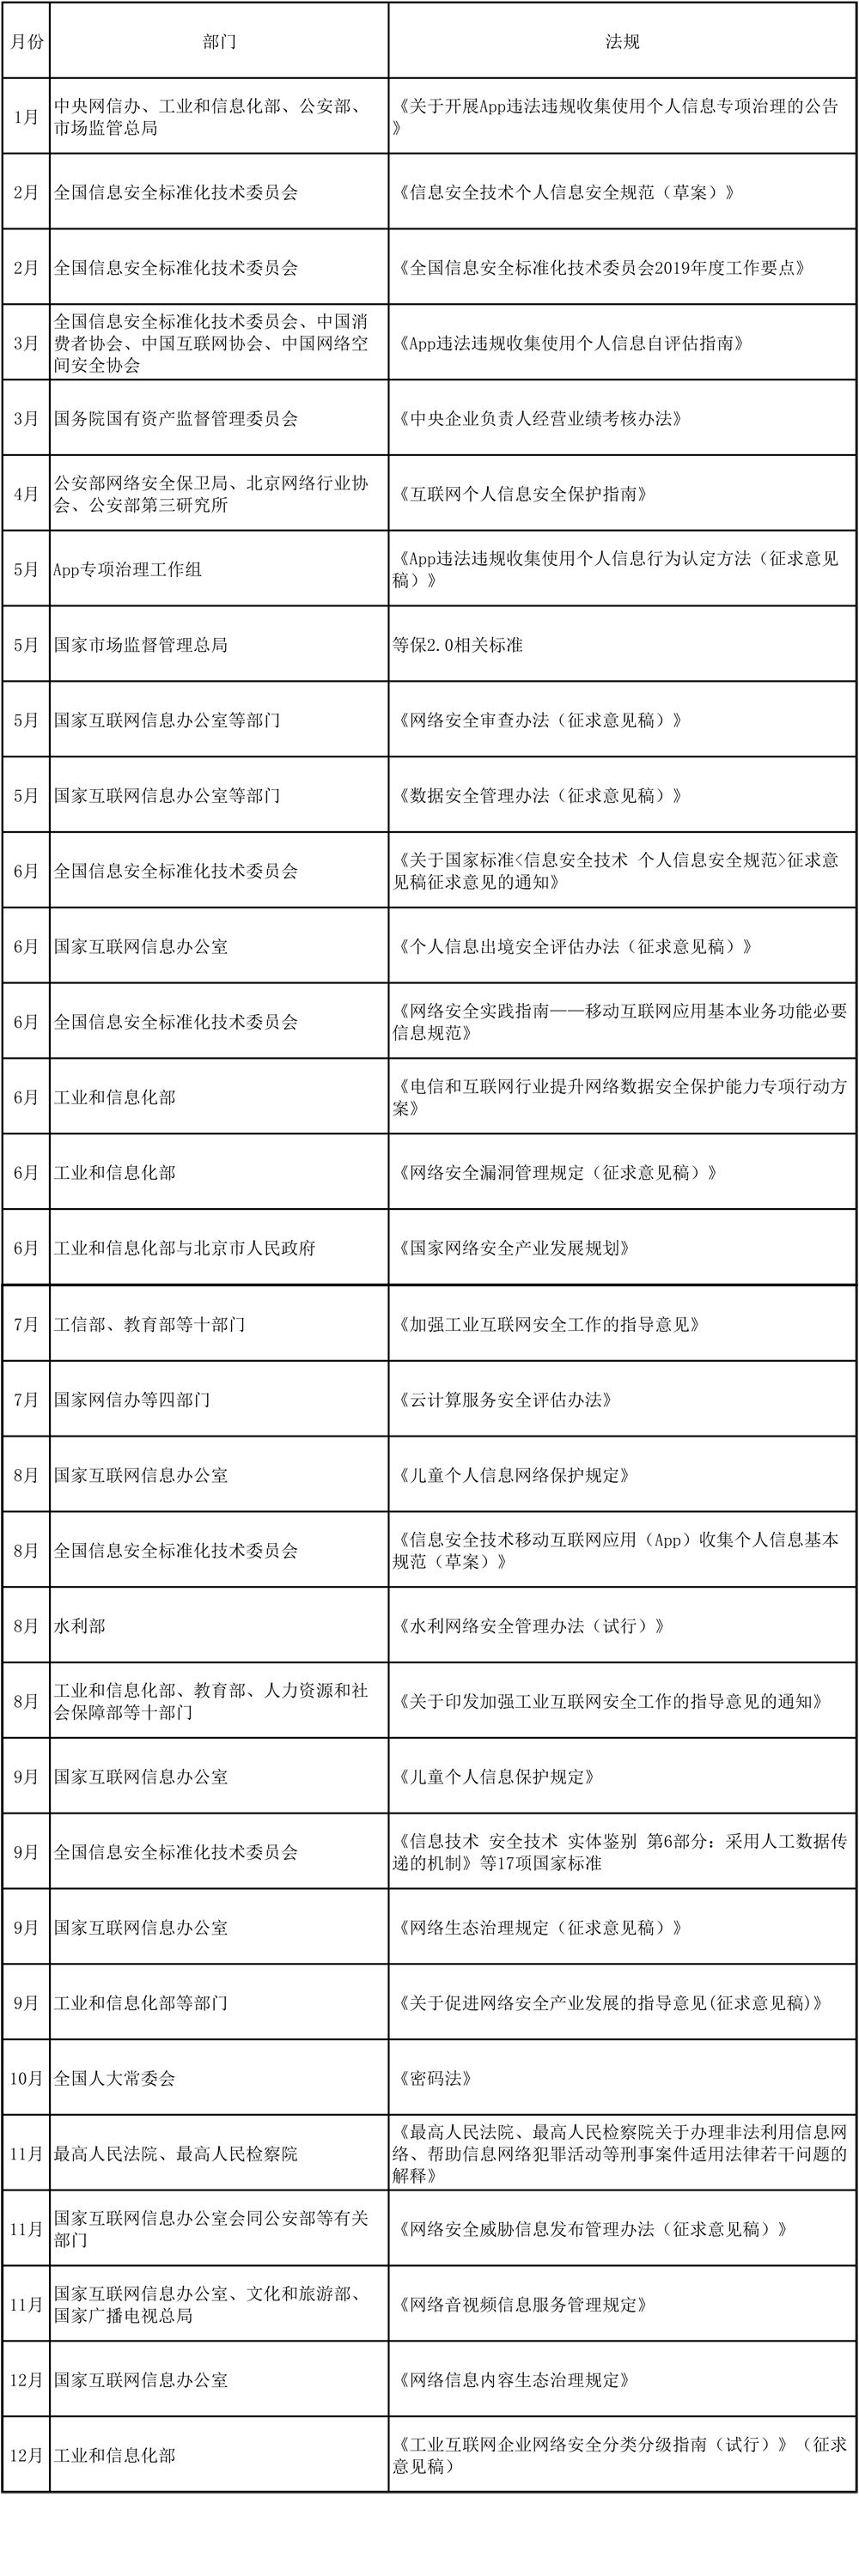 月份 部门 法规
1月 中央网信办、工业和信息化部、公安部、
市场监管总局
《关于开展App违法违规收集使用个人信息专项治理的公告
》
2月 全国信息安全标准化技术委员会 《信息安全技术个人信息安全规范（草案）》
2月 全国信息安全标准化技术委员会 《全国信息安全标准化技术委员会2019年度工作要点》
3月 全国信息安全标准化技术委员会、中国消
费者协会、中国互联网协会、中国网络空
间安全协会
《App违法违规收集使用个人信息自评估指南》
3月 国务院国有资产监督管理委员会 《中央企业负责人经营业绩考核办法》
4月 公安部网络安全保卫局、北京网络行业协
会、公安部第三研究所
《互联网个人信息安全保护指南》
5月 App专项治理工作组 《App违法违规收集使用个人信息行为认定方法（征求意见
稿）》
5月 国家市场监督管理总局 等保2.0相关标准
5月 国家互联网信息办公室等部门 《网络安全审查办法（征求意见稿）》
5月 国家互联网信息办公室等部门 《数据安全管理办法（征求意见稿）》
6月 全国信息安全标准化技术委员会 《关于国家标准<信息安全技术 个人信息安全规范>征求意
见稿征求意见的通知》
6月 国家互联网信息办公室 《个人信息出境安全评估办法（征求意见稿）》
6月 全国信息安全标准化技术委员会 《网络安全实践指南——移动互联网应用基本业务功能必要
信息规范》
6月 工业和信息化部 《电信和互联网行业提升网络数据安全保护能力专项行动方
案》
6月 工业和信息化部 《网络安全漏洞管理规定（征求意见稿）》
6月 工业和信息化部与北京市人民政府 《国家网络安全产业发展规划》
7月 工信部、教育部等十部门 《加强工业互联网安全工作的指导意见》
7月 国家网信办等四部门 《云计算服务安全评估办法》
8月 国家互联网信息办公室 《儿童个人信息网络保护规定》
8月 全国信息安全标准化技术委员会 《信息安全技术移动互联网应用（App）收集个人信息基本
规范（草案）》
8月 水利部 《水利网络安全管理办法（试行）》
8月 工业和信息化部、教育部、人力资源和社
会保障部等十部门
《关于印发加强工业互联网安全工作的指导意见的通知》
9月 国家互联网信息办公室 《儿童个人信息保护规定》
9月 全国信息安全标准化技术委员会 《信息技术 安全技术 实体鉴别 第6部分：采用人工数据传
递的机制》等17项国家标准
9月 国家互联网信息办公室 《网络生态治理规定（征求意见稿）》
9月 工业和信息化部等部门 《关于促进网络安全产业发展的指导意见(征求意见稿)》
10月 全国人大常委会 《密码法》
11月 最高人民法院、最高人民检察院 《最高人民法院、最高人民检察院关于办理非法利用信息网
络、帮助信息网络犯罪活动等刑事案件适用法律若干问题的
解释》
11月 国家互联网信息办公室会同公安部等有关
部门
《网络安全威胁信息发布管理办法（征求意见稿）》
11月 国家互联网信息办公室、文化和旅游部、
国家广播电视总局
《网络音视频信息服务管理规定》
12月 国家互联网信息办公室 《网络信息内容生态治理规定》
12月 工业和信息化部 《工业互联网企业网络安全分类分级指南（试行）》（征求
意见稿）